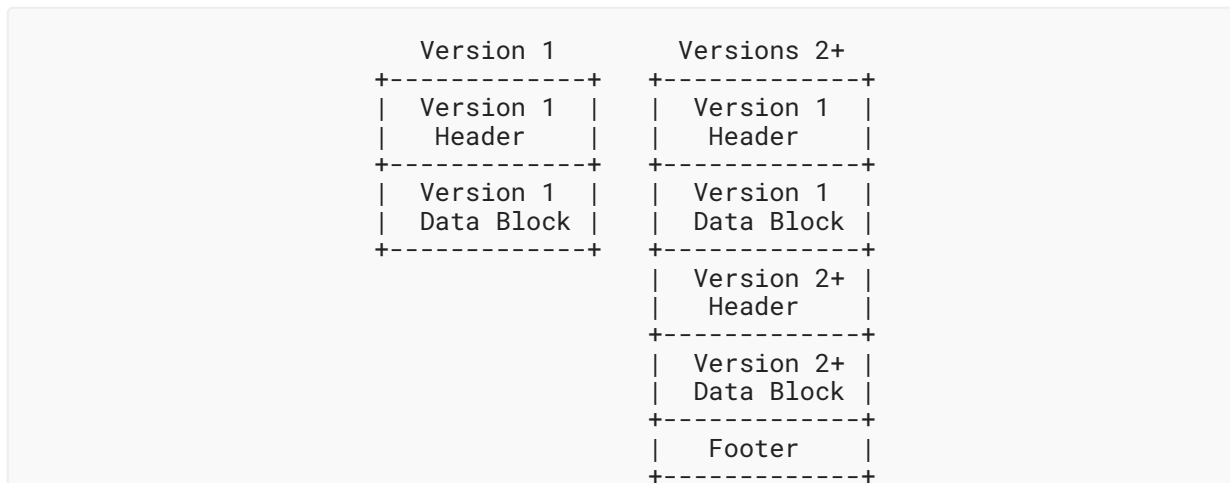 Version 1        Versions 2+
+-------------+   +-------------+
|  Version 1  |   |  Version 1  |
|   Header    |   |   Header    |
+-------------+   +-------------+
|  Version 1  |   |  Version 1  |
|  Data Block |   |  Data Block |
+-------------+   +-------------+
                  |  Version 2+ |
                  |   Header    |
                  +-------------+
                  |  Version 2+ |
                  |  Data Block |
                  +-------------+
                  |   Footer    |
                  +-------------+